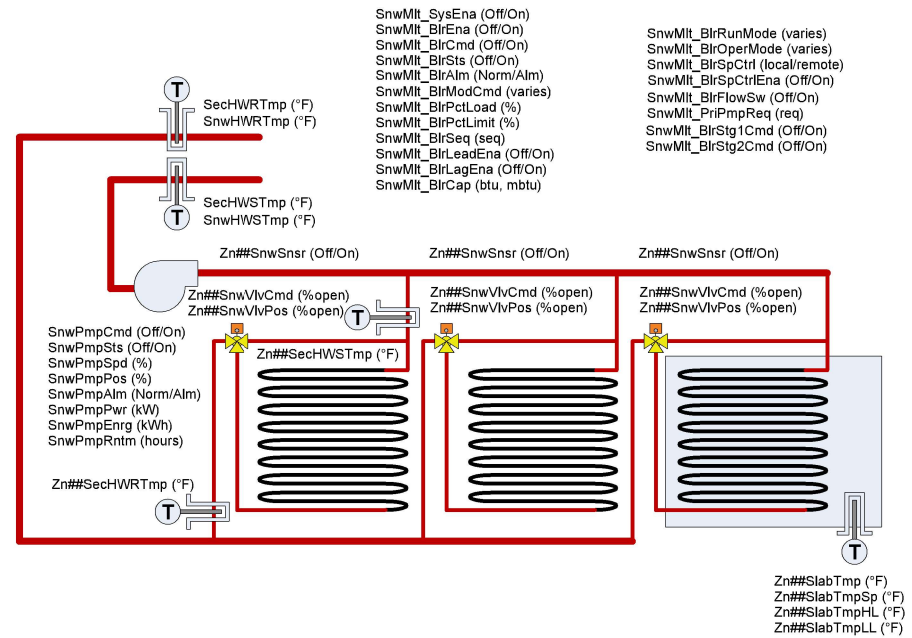 SnwMlt_SysEna (Off/On)
SnwMlt_BlrEna (Off/On)
SnwMlt_BlrCmd (Off/On)
SnwMlt_BlrSts (Off/On)
SnwMlt_BlrAlm (Norm/Alm)
SnwMlt_BlrModCmd (varies)
SnwMlt_BlrPctLoad (%)
SnwMlt_BlrPctLimit (%)
SnwMlt_BlrSeq (seq)
SnwMlt_BlrLeadEna (Off/On)
SnwMlt_BlrLagEna (Off/On)
SnwMlt_BlrCap (btu, mbtu)
SnwMlt_BlrRunMode (varies)
SnwMlt_BlrOperMode (varies)
SnwMlt_BlrSpCtrl (local/remote)
SnwMlt_BlrSpCtrlEna (Off/On)
SnwMlt_BlrFlowSw (Off/On)
SnwMlt_PriPmpReq (req)
SnwMlt_BlrStg1Cmd (Off/On)
SnwMlt_BlrStg2Cmd (Off/On)
T
SecHWRTmp (°F)
SnwHWRTmp (°F)
SecHWSTmp (°F)
SnwHWSTmp (°F)
T
Zn##SnwSnsr (Off/On)
Zn##SnwSnsr (Off/On)
Zn##SnwSnsr (Off/On)
Zn##SnwVlvCmd (%open)
Zn##SnwVlvPos (%open)
T
Zn##SnwVlvCmd (%open)
Zn##SnwVlvPos (%open)
Zn##SnwVlvCmd (%open)
Zn##SnwVlvPos (%open)
Zn##SecHWSTmp (°F)
SnwPmpCmd (Off/On)
SnwPmpSts (Off/On)
SnwPmpSpd (%)
SnwPmpPos (%)
SnwPmpAlm (Norm/Alm)
SnwPmpPwr (kW)
SnwPmpEnrg (kWh)
SnwPmpRntm (hours)
Zn##SecHWRTmp (°F)
T
T
Zn##SlabTmp (°F)
Zn##SlabTmpSp (°F)
Zn##SlabTmpHL (°F)
Zn##SlabTmpLL (°F)